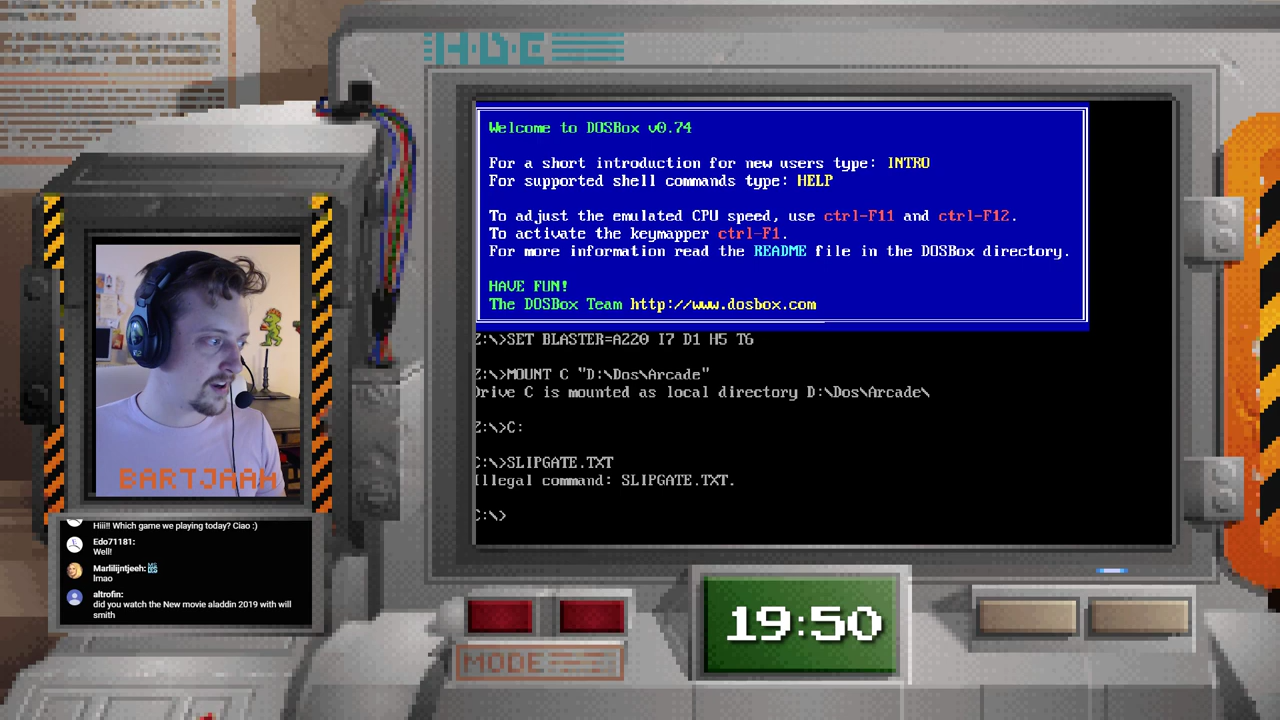 H·D·E
Welcome to DOSBox v0.74
For a short introduction for new users type: INTRO
For supported shell commands type: HELP
To adjust the emulated CPU speed, use ctrl-F11 and ctrl-F12.
To activate the keymapper ctrl-F1.
For more information read the README file in the DOSBox directory.
HAVE FUN!
The DOSBox Team http://www.dosbox.com
Z:\>SET BLASTER=A220 I7 D1 H5 T6
Z:\>MOUNT C "D:\Dos\Arcade"
Drive C is mounted as local directory D:\Dos\Arcade\
Z:\>C:
C:\>SLIPGATE.TXT
Illegal command: SLIPGATE.TXT.
C:\>
BARTJAAH
Hiii!! Which game we playing today? Ciao :)
Edo71181:
Well!
Marlilijntjeeh:
lmao
altrofin:
did you watch the New movie aladdin 2019 with will
smith
19:50
MODE